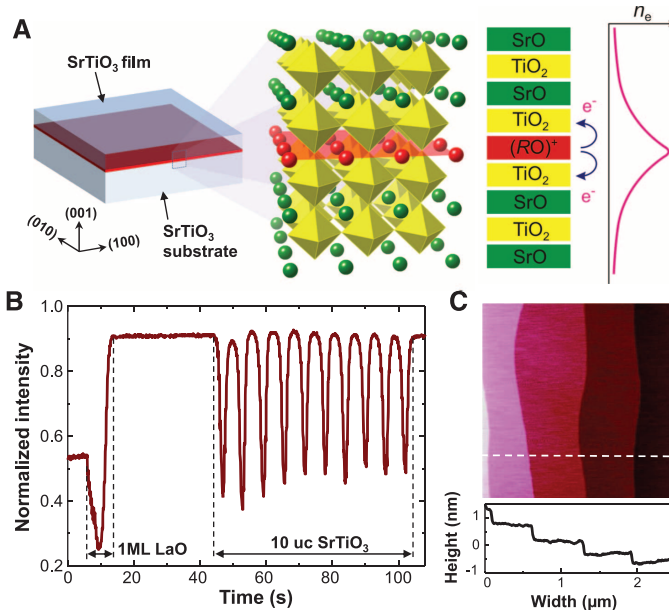 A
SrTiO₃ film
SrTiO₃
substrate
(001)
(010)
(100)
SrO
TiO₂
SrO
TiO₂
(RO)⁺
TiO₂
SrO
TiO₂
SrO
e⁻
e⁻
nₑ
B
Normalized intensity
1.0
0.8
0.6
0.4
0.2
1ML LaO
10 uc SrTiO₃
0
20
40
60
80
100
Time (s)
C
Height (nm)
1
0
-1
0
1
2
Width (µm)